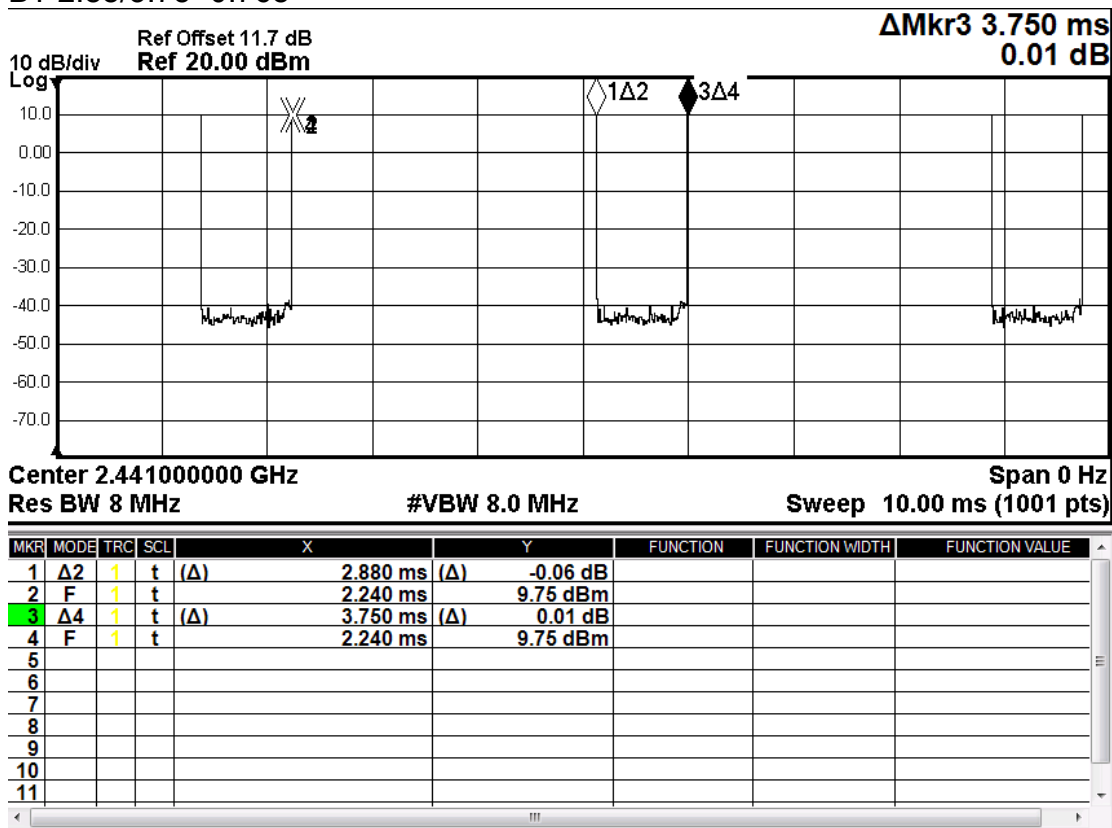 ΔMkr3 3.750 ms
Ref Offset 11.7 dB
0.01 dB
10 dB/div Ref 20.00 dBm
Log
1Δ2
3Δ4
10.0
0.00
-10.0
-20.0
-30.0
-40.0
-50.0
-60.0
-70.0
Center 2.441000000 GHz Span 0 Hz
Res BW 8 MHz #VBW 8.0 MHz Sweep 10.00 ms (1001 pts)
MKR MODE TRC SCL X Y FUNCTION FUNCTION WIDTH FUNCTION VALUE
1 Δ2 1 t (Δ) 2.880 ms (Δ) -0.06 dB
2 F 1 t 2.240 ms 9.75 dBm
3 Δ4 1 t (Δ) 3.750 ms (Δ) 0.01 dB
4 F 1 t 2.240 ms 9.75 dBm
5
6
7
8
9
10
11